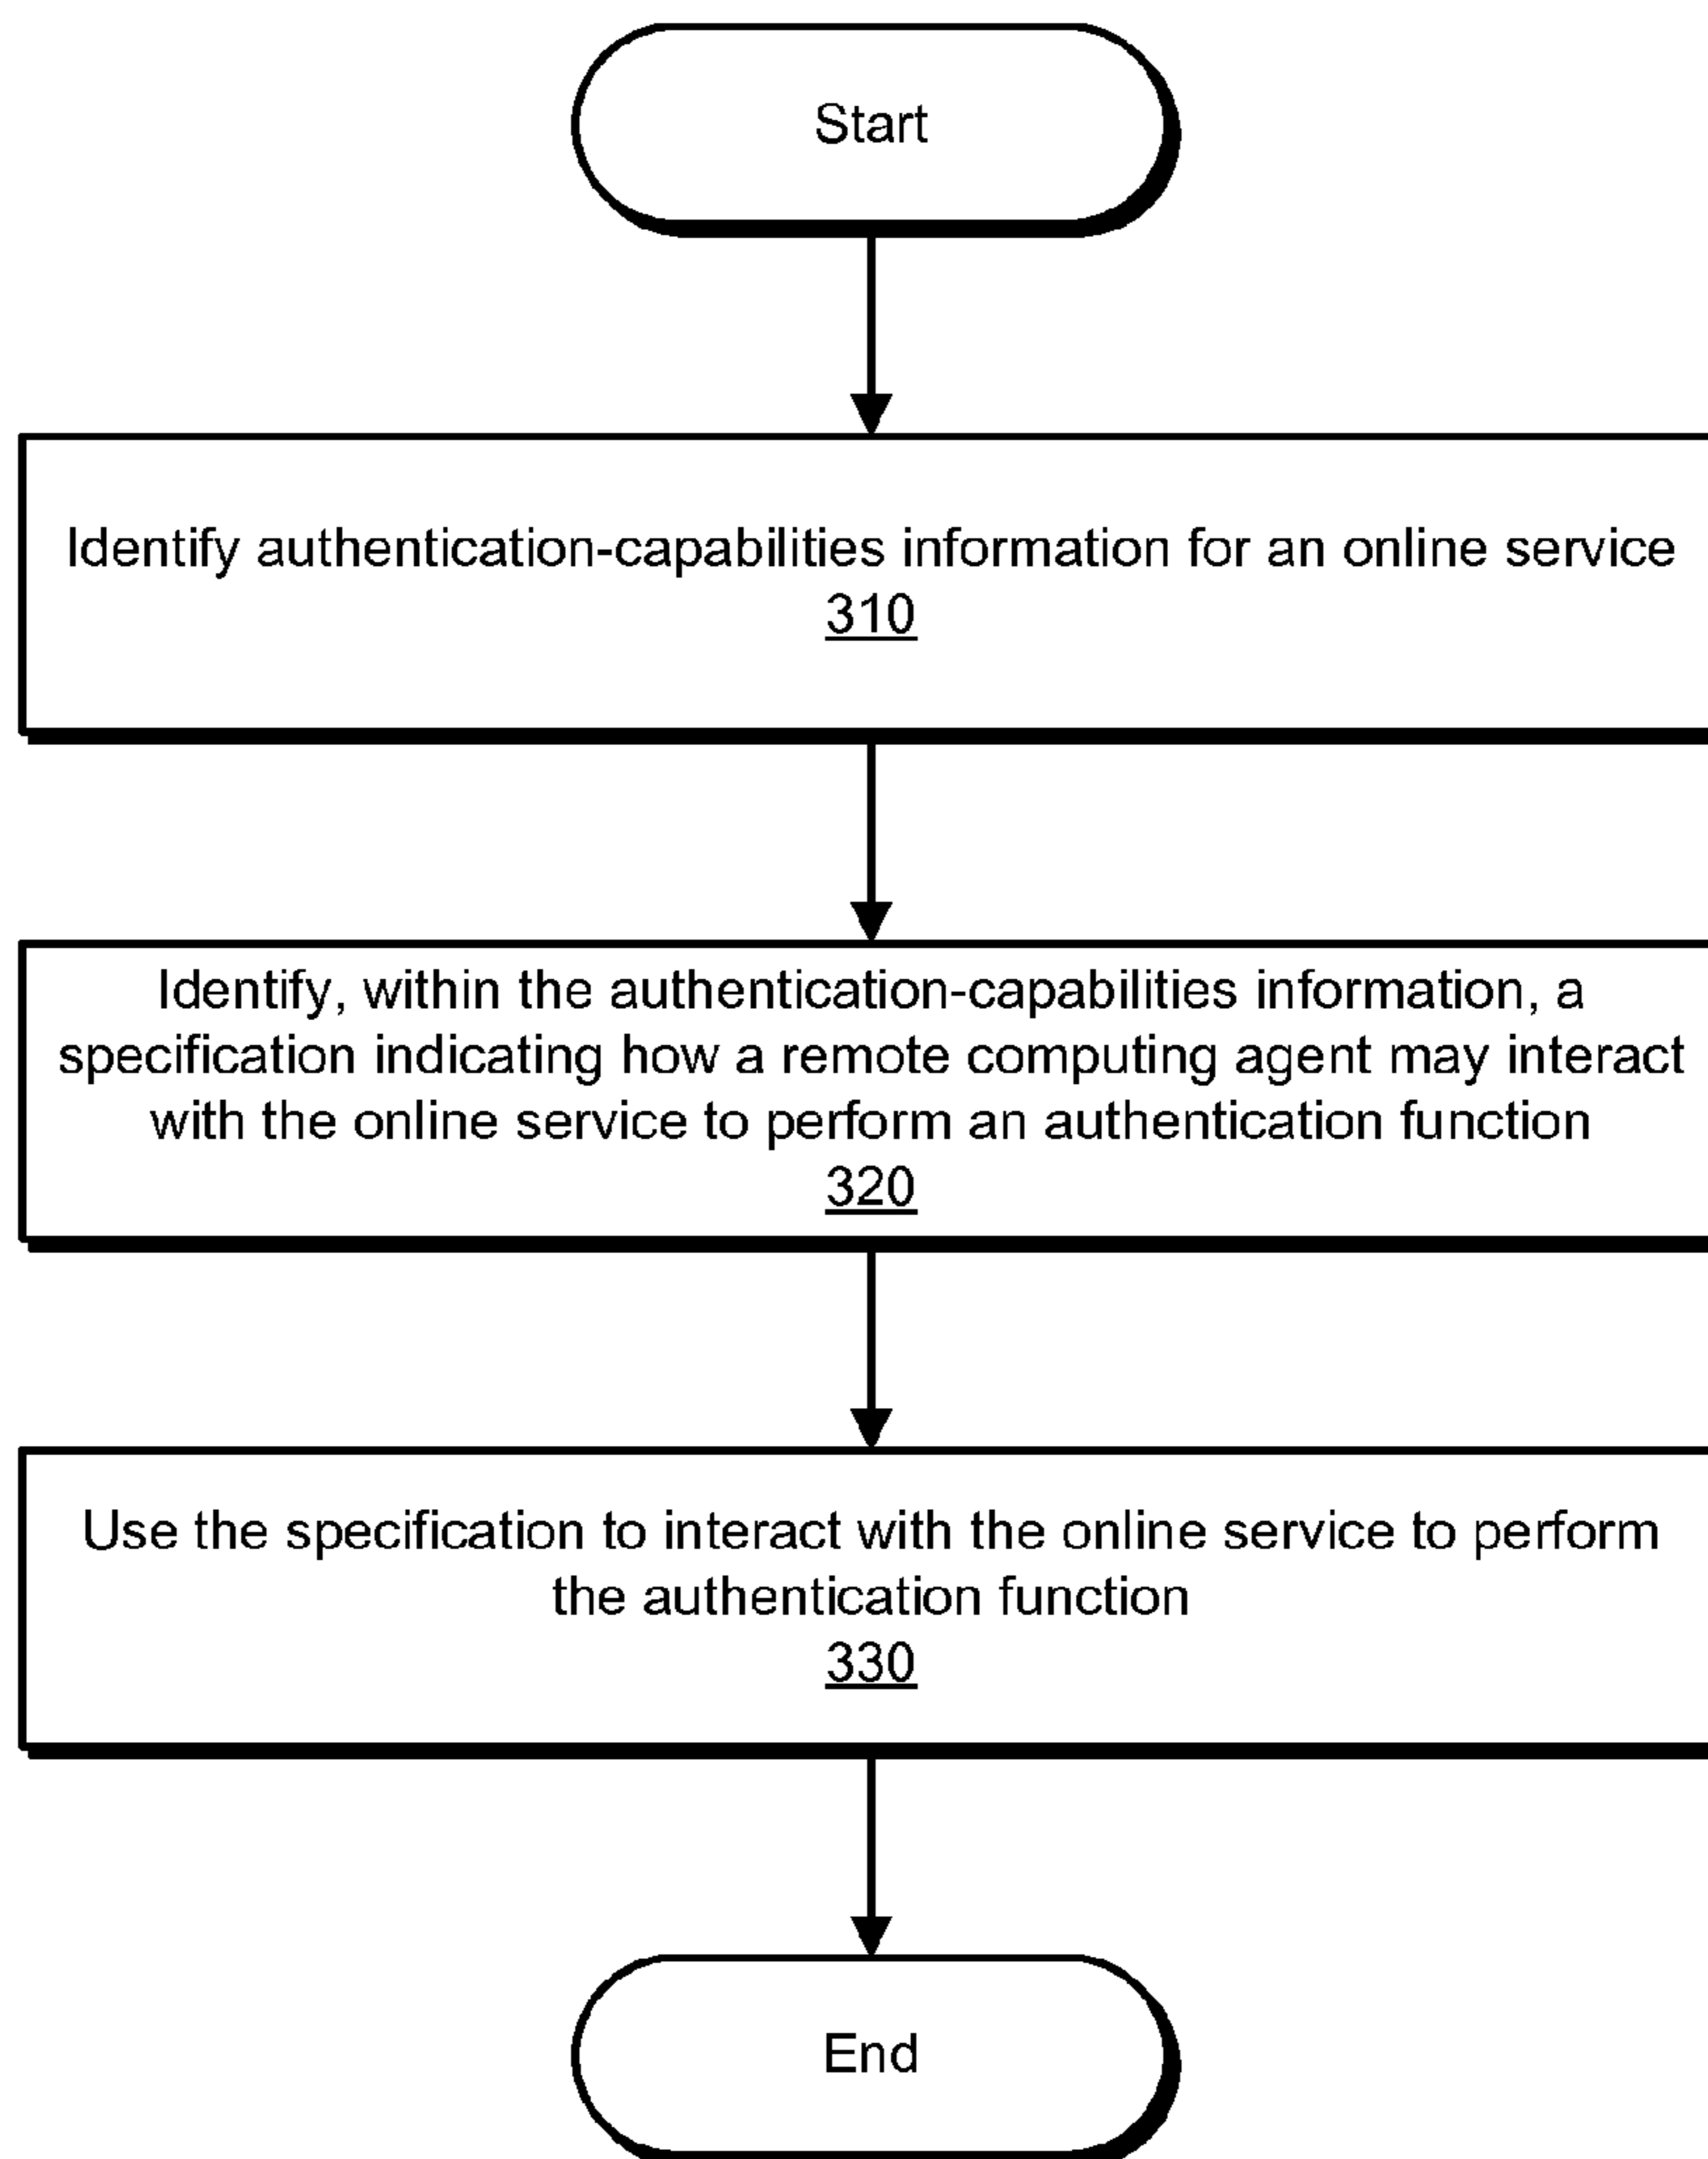 Start
Identify authentication-capabilities information for an online service
310
Identify, within the authentication-capabilities information, a
specification indicating how a remote computing agent may interact
with the online service to perform an authentication function
320
Use the specification to interact with the online service to perform
the authentication function
330
End